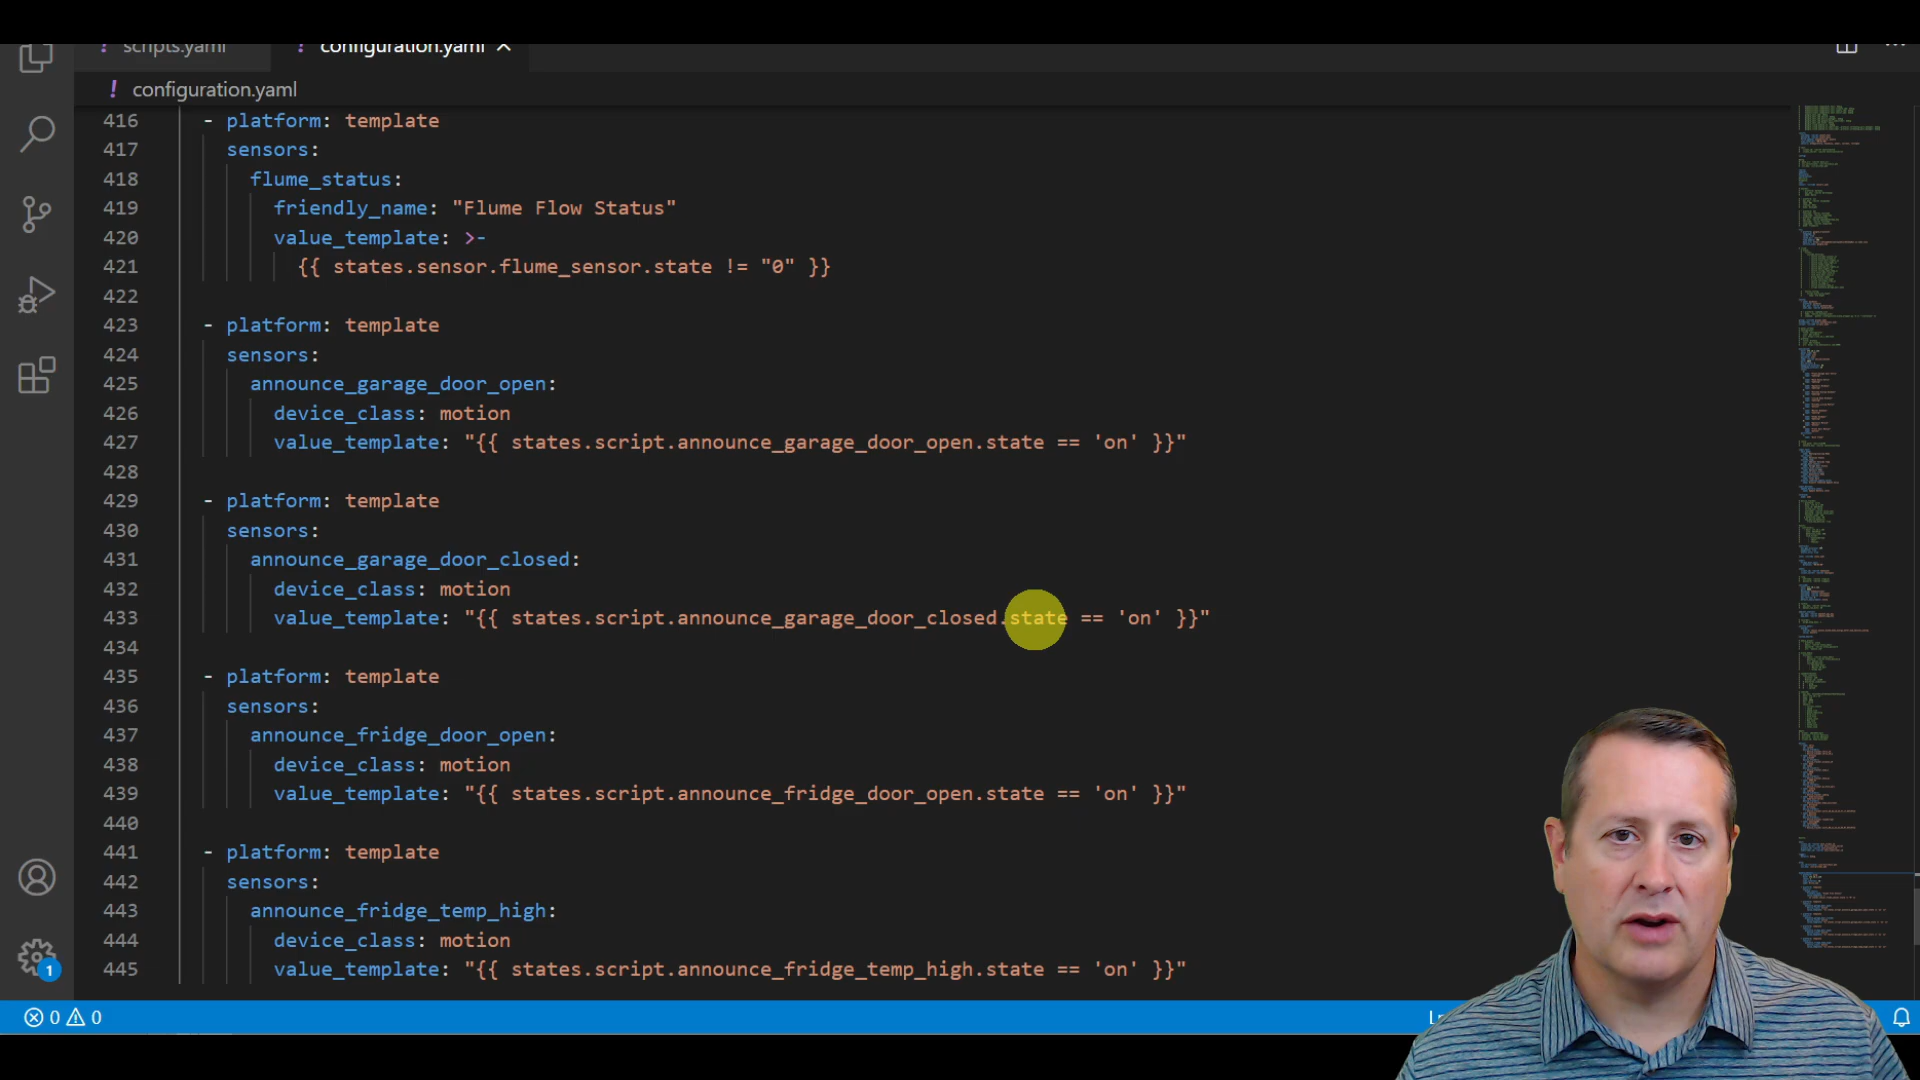 scripts.yaml
! configuration.yaml ×
! configuration.yaml
416 - platform: template
417 sensors:
418 flume_status:
419 friendly_name: "Flume Flow Status"
420 value_template: >-
421 {{ states.sensor.flume_sensor.state != "0" }}
422
423 - platform: template
424 sensors:
425 announce_garage_door_open:
426 device_class: motion
427 value_template: "{{ states.script.announce_garage_door_open.state == 'on' }}"
428
429 - platform: template
430 sensors:
431 announce_garage_door_closed:
432 device_class: motion
433 value_template: "{{ states.script.announce_garage_door_closed.state == 'on' }}"
434
435 - platform: template
436 sensors:
437 announce_fridge_door_open:
438 device_class: motion
439 value_template: "{{ states.script.announce_fridge_door_open.state == 'on' }}"
440
441 - platform: template
442 sensors:
443 announce_fridge_temp_high:
444 device_class: motion
445 value_template: "{{ states.script.announce_fridge_temp_high.state == 'on' }}"
1
0 0